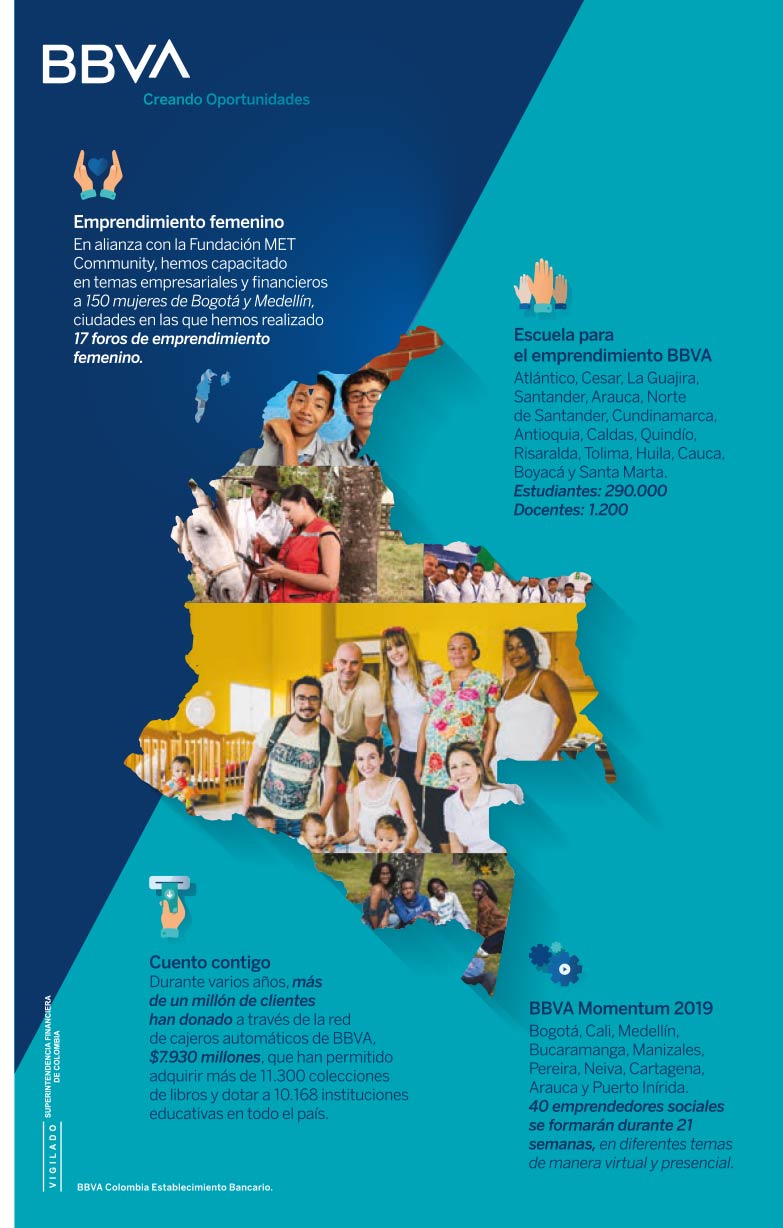 BBVA
Creando Oportunidades
Emprendimiento femenino
En alianza con la Fundación MET
Community, hemos capacitado
en temas empresariales y financieros
a 150 mujeres de Bogotá y Medellín,
ciudades en las que hemos realizado
17 foros de emprendimiento
femenino.
Escuela para
el emprendimiento BBVA
Atlántico, Cesar, La Guajira,
Santander, Arauca, Norte
de Santander, Cundinamarca,
Antioquia, Caldas, Quindío,
Risaralda, Tolima, Huila, Cauca,
Boyacá y Santa Marta.
Estudiantes: 290.000
Docentes: 1.200
Cuento contigo
Durante varios años, más
de un millón de clientes
han donado a través de la red
de cajeros automáticos de BBVA,
$7.930 millones, que han permitido
adquirir más de 11.300 colecciones
de libros y dotar a 10.168 instituciones
educativas en todo el país.
BBVA Momentum 2019
Bogotá, Cali, Medellín,
Bucaramanga, Manizales,
Pereira, Neiva, Cartagena,
Arauca y Puerto Inírida.
40 emprendedores sociales
se formarán durante 21
semanas, en diferentes temas
de manera virtual y presencial.
VIGILADO
SUPERINTENDENCIA FINANCIERA
DE COLOMBIA
BBVA Colombia Establecimiento Bancario.